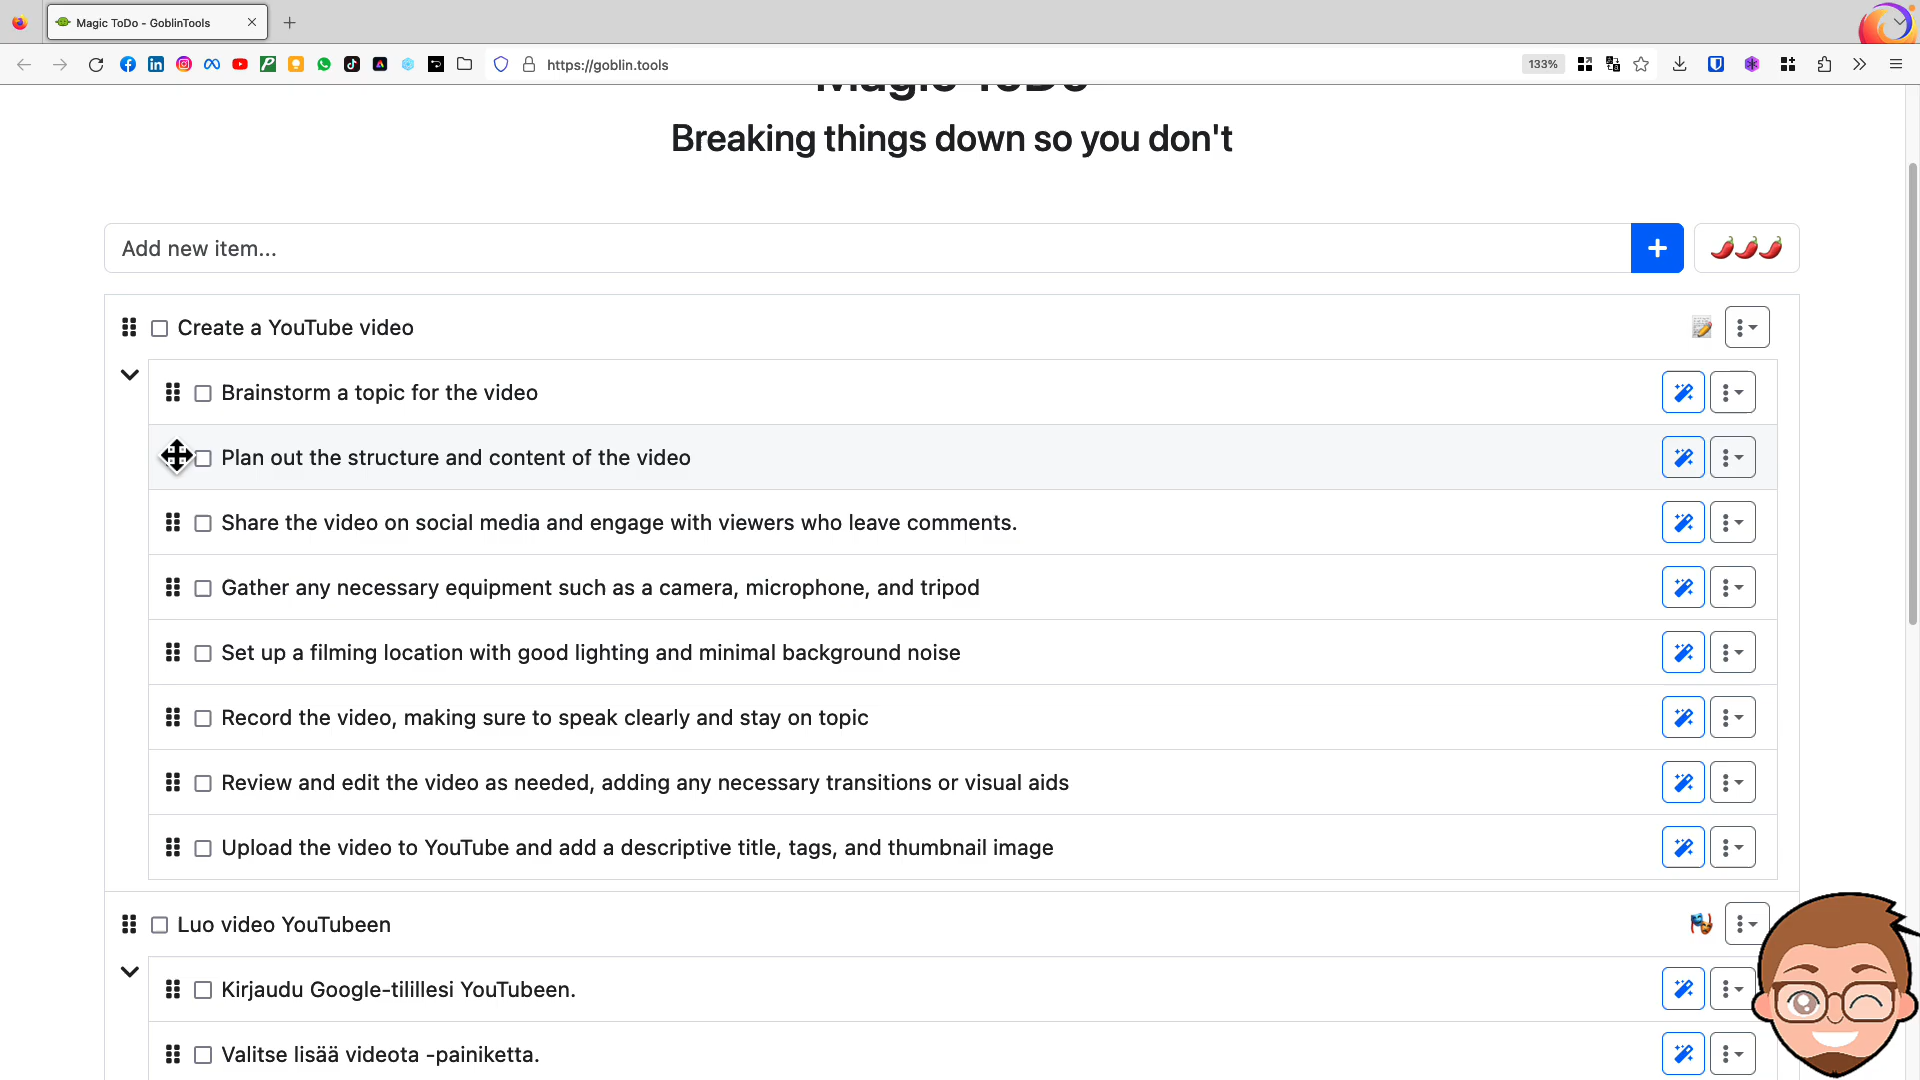 Magic ToDo - GoblinTools
https://goblin.tools
133%
Magic ToDo
Breaking things down so you don't
Add new item...
Create a YouTube video
Brainstorm a topic for the video
Plan out the structure and content of the video
Share the video on social media and engage with viewers who leave comments.
Gather any necessary equipment such as a camera, microphone, and tripod
Set up a filming location with good lighting and minimal background noise
Record the video, making sure to speak clearly and stay on topic
Review and edit the video as needed, adding any necessary transitions or visual aids
Upload the video to YouTube and add a descriptive title, tags, and thumbnail image
Luo video YouTubeen
Kirjaudu Google-tilillesi YouTubeen.
Valitse lisää videota -painiketta.